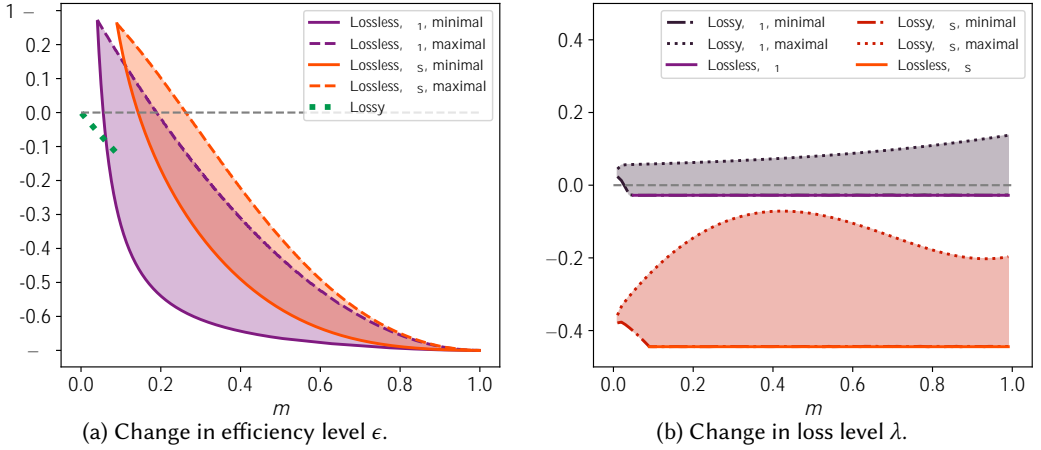 1 –
0.2
0.1
0.0
-0.1
-0.2
-0.3
-0.4
-0.5
-0.6
–
0.0 0.2 0.4 0.6 0.8 1.0
m
Lossless, ₁, minimal
Lossless, ₁, maximal
Lossless, ₛ, minimal
Lossless, ₛ, maximal
Lossy
(a) Change in efficiency level ϵ.
0.4
0.2
0.0
−0.2
−0.4
0.0 0.2 0.4 0.6 0.8 1.0
m
Lossy, ₁, minimal
Lossy, ₁, maximal
Lossless, ₁
Lossy, ₛ, minimal
Lossy, ₛ, maximal
Lossless, ₛ
(b) Change in loss level λ.